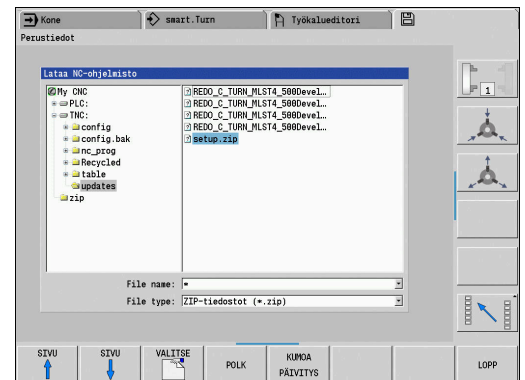 Kone
smart.Turn
Työkalueditori
Perustiedot
Lataa NC-ohjelmisto
My CNC
PLC:
TNC:
config
config.bak
nc_prog
Recycled
table
updates
zip
REDO_C_TURN_MLST4_500Devel…
REDO_C_TURN_MLST4_500Devel…
REDO_C_TURN_MLST4_500Devel…
REDO_C_TURN_MLST4_500Devel…
setup.zip
File name: *
File type: ZIP-tiedostot (*.zip)
1
SIVU
SIVU
VALITSE
POLK
KUMOA
PÄIVITYS
LOPP